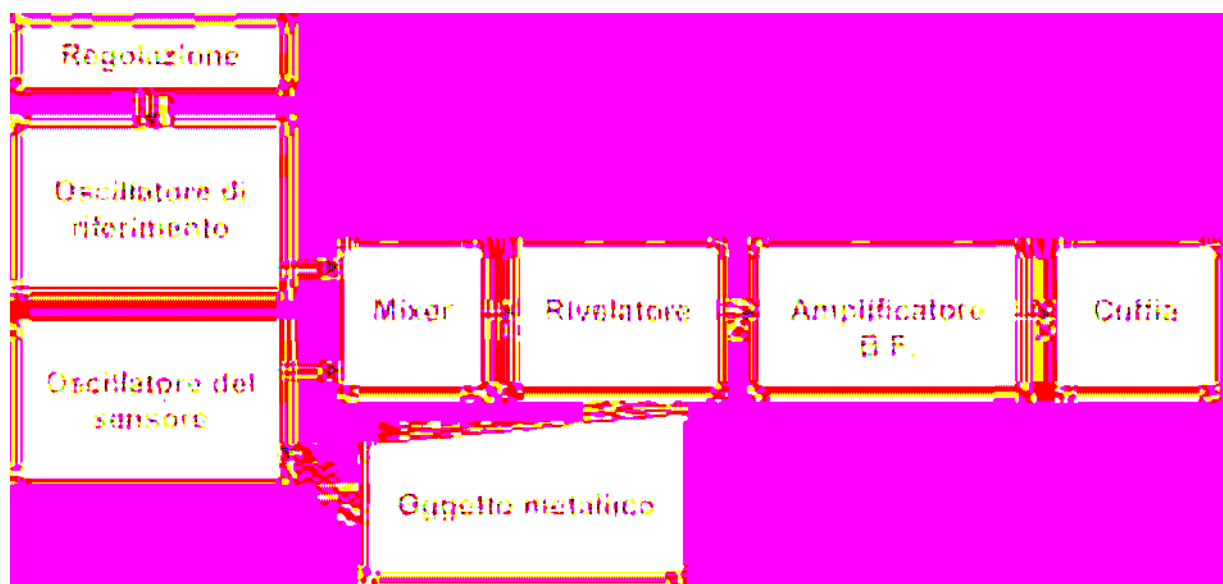 Regolazione
Oscillatore di
riferimento
Mixer
Rivelatore
Amplificatore
B.F.
Cuffia
Oscillatore del
sensore
Oggetto metallico